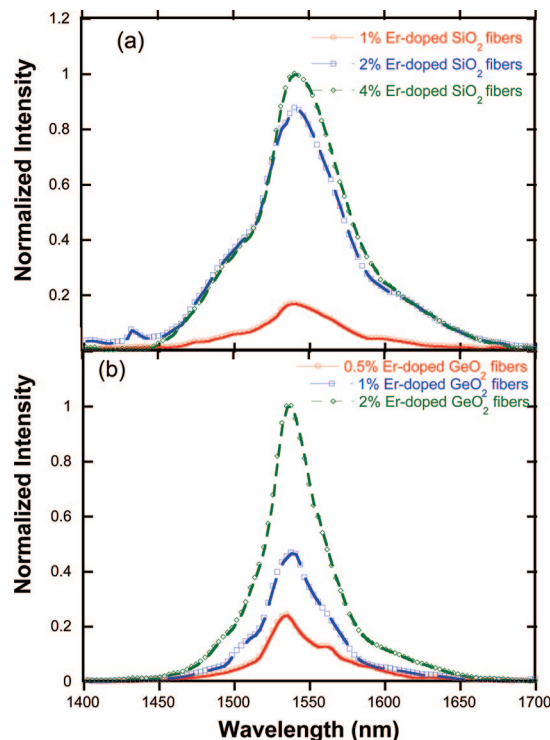 1.2
(a)
1% Er-doped SiO₂ fibers
2% Er-doped SiO₂ fibers
4% Er-doped SiO₂ fibers
1
0.8
0.6
0.4
0.2
Normalized Intensity
(b)
0.5% Er-doped GeO₂ fibers
1% Er-doped GeO₂ fibers
2% Er-doped GeO₂ fibers
1
0.8
0.6
0.4
0.2
0
Normalized Intensity
1400 1450 1500 1550 1600 1650 1700
Wavelength (nm)